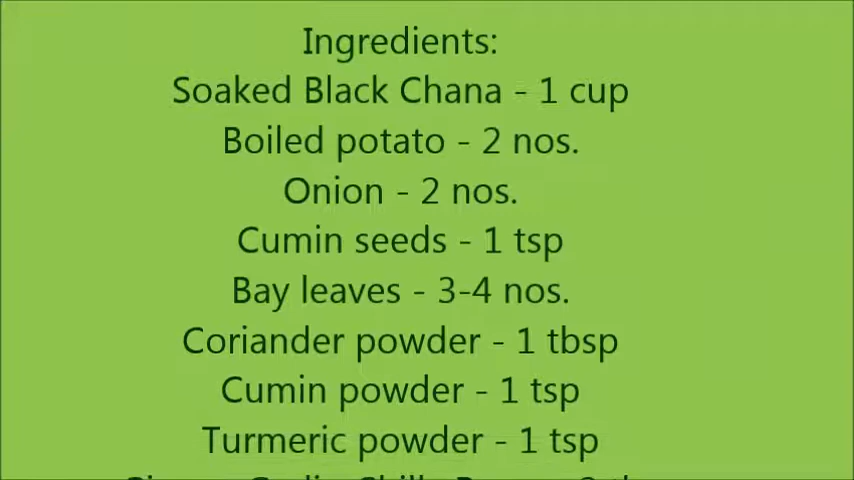 Ingredients:
Soaked Black Chana - 1 cup
Boiled potato - 2 nos.
Onion - 2 nos.
Cumin seeds - 1 tsp
Bay leaves - 3-4 nos.
Coriander powder - 1 tbsp
Cumin powder - 1 tsp
Turmeric powder - 1 tsp